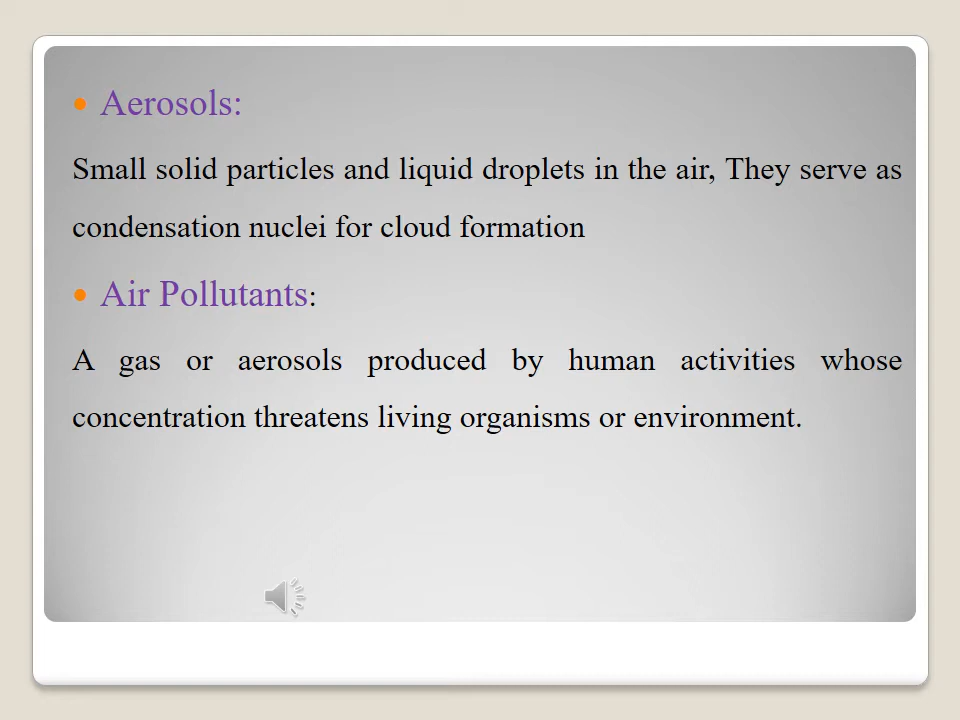 • Aerosols:
Small solid particles and liquid droplets in the air, They serve as
condensation nuclei for cloud formation
• Air Pollutants:
A gas or aerosols produced by human activities whose
concentration threatens living organisms or environment.